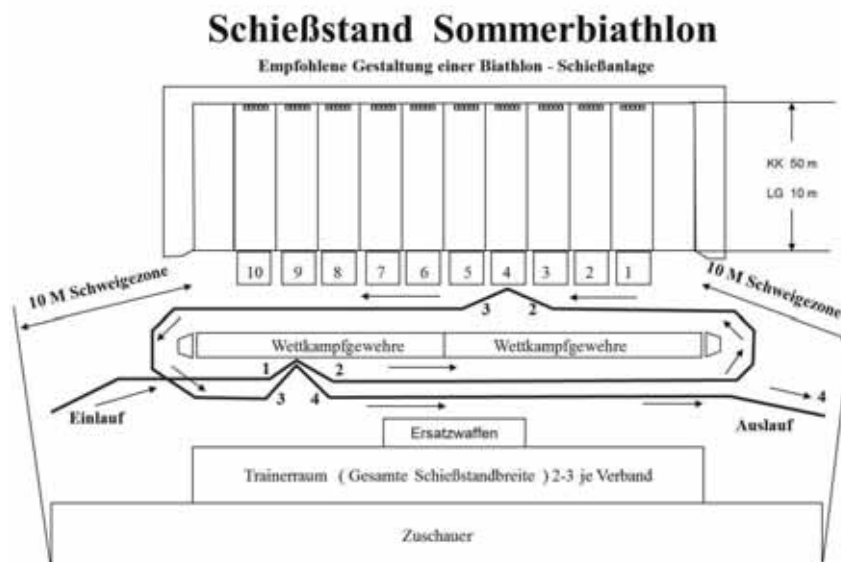 Schießstand Sommerbiathlon
Empfohlene Gestaltung einer Biathlon - Schießanlage
KK 50 m
LG 10 m
10 9 8 7 6 5 4 3 2 1
10 M Schweigezone
10 M Schweigezone
3 2
Wettkampfgewehre Wettkampfgewehre
1 2
3 4
4
Einlauf
Auslauf
Ersatzwaffen
Trainerraum ( Gesamte Schießstandbreite ) 2-3 je Verband
Zuschauer